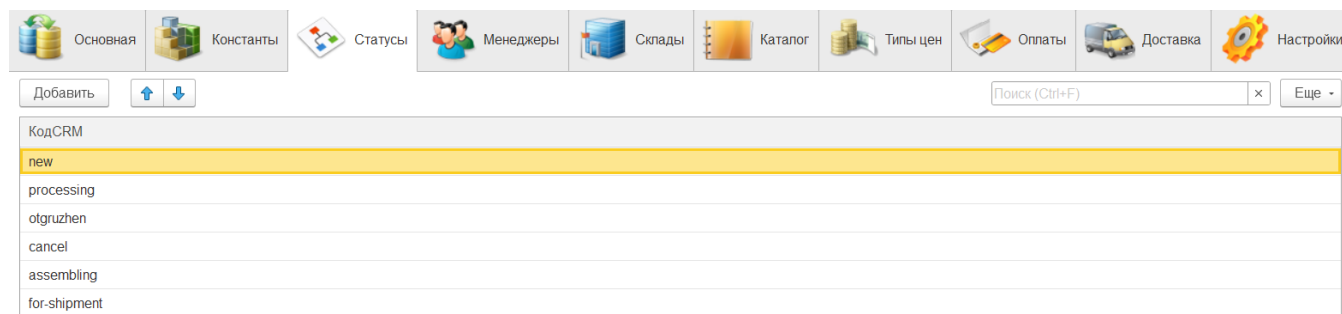 Основная Константы Статусы Менеджеры Склады Каталог Типы цен Оплаты Доставка Настройки
Добавить Поиск (Ctrl+F) × Еще
КодCRM
new
processing
otgruzhen
cancel
assembling
for-shipment